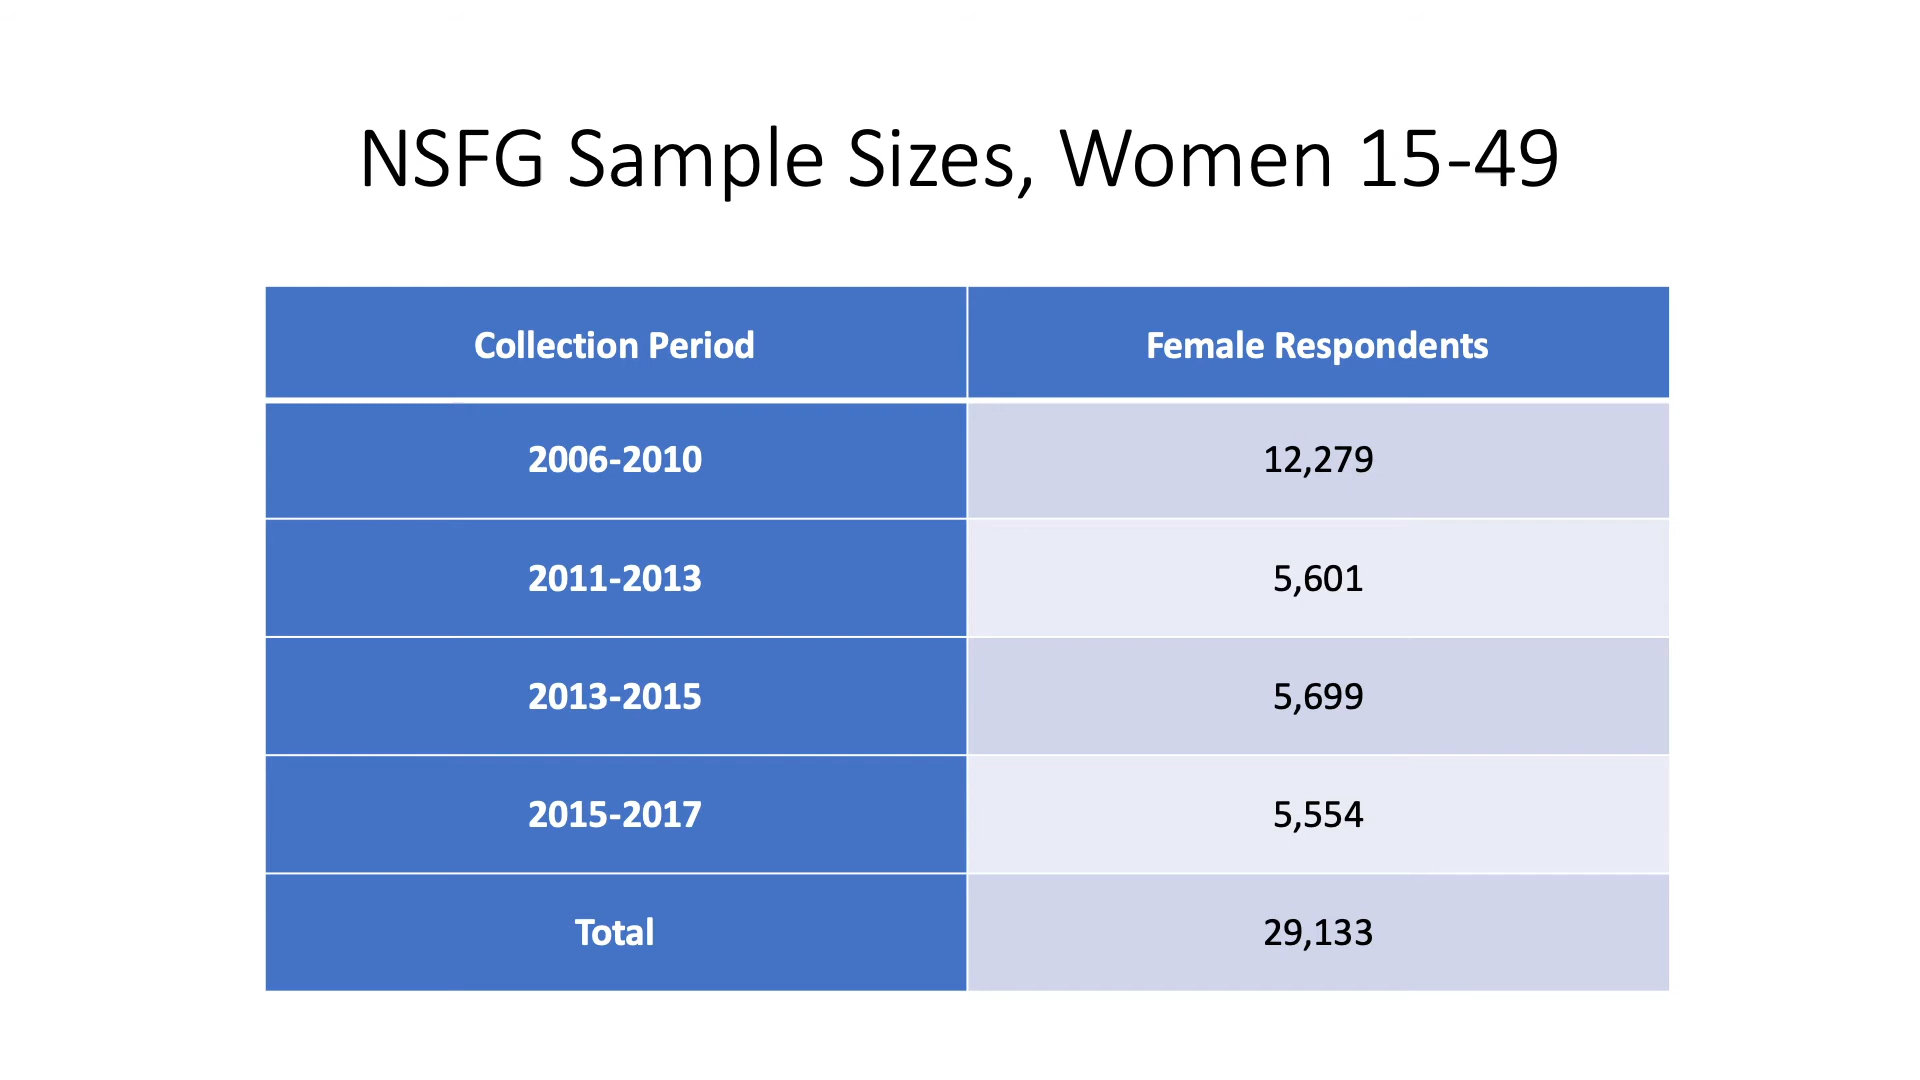 NSFG Sample Sizes, Women 15-49
Collection Period Female Respondents
2006-2010 12,279
2011-2013 5,601
2013-2015 5,699
2015-2017 5,554
Total 29,133